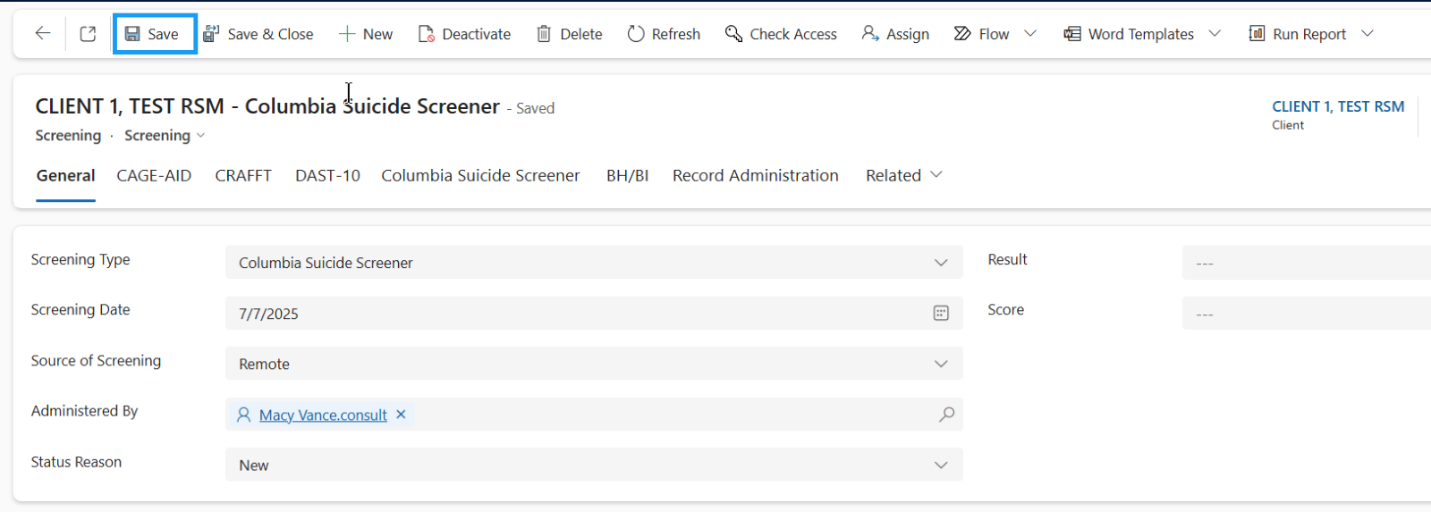 Save Save & Close New Deactivate Delete Refresh Check Access Assign Flow Word Templates Run Report
CLIENT 1, TEST RSM - Columbia Suicide Screener - Saved
Screening · Screening
CLIENT 1, TEST RSM
Client
General CAGE-AID CRAFFT DAST-10 Columbia Suicide Screener BH/BI Record Administration Related
Screening Type Columbia Suicide Screener Result ---
Screening Date 7/7/2025 Score ---
Source of Screening Remote
Administered By Macy Vance.consult
Status Reason New